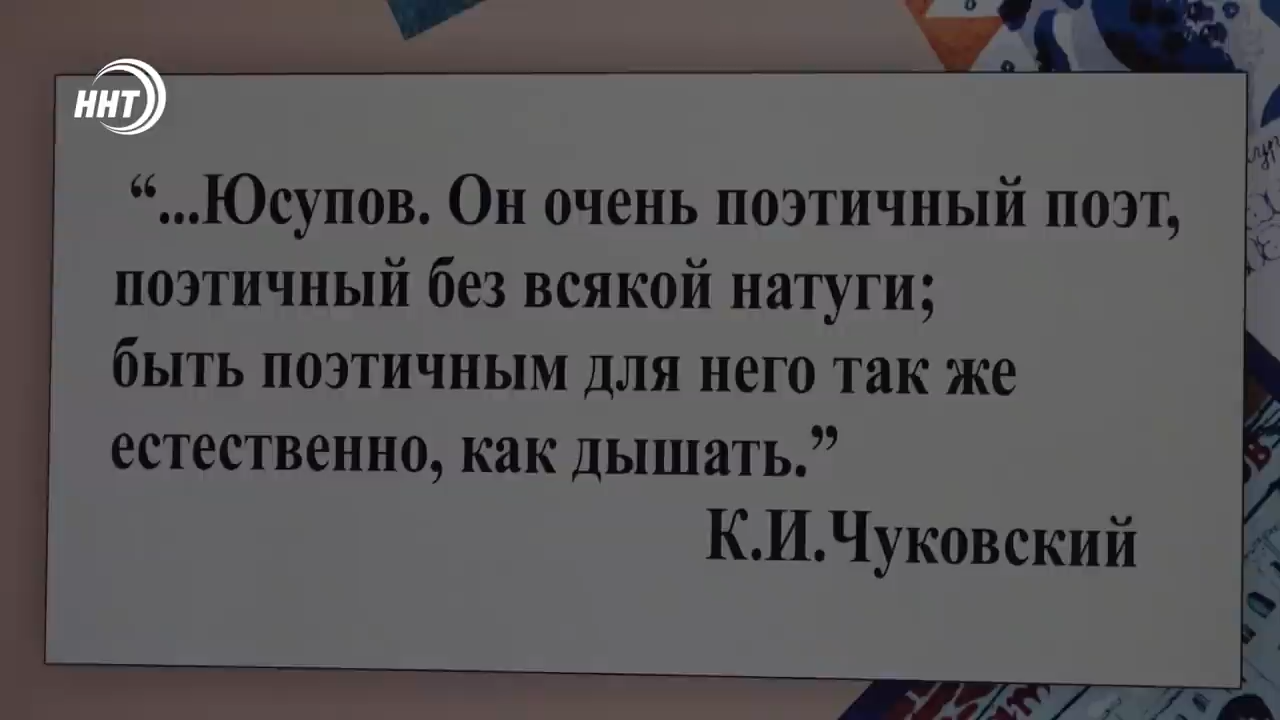 ННТ
“...Юсупов. Он очень поэтичный поэт,
поэтичный без всякой натуги;
быть поэтичным для него так же
естественно, как дышать.”
К.И.Чуковский